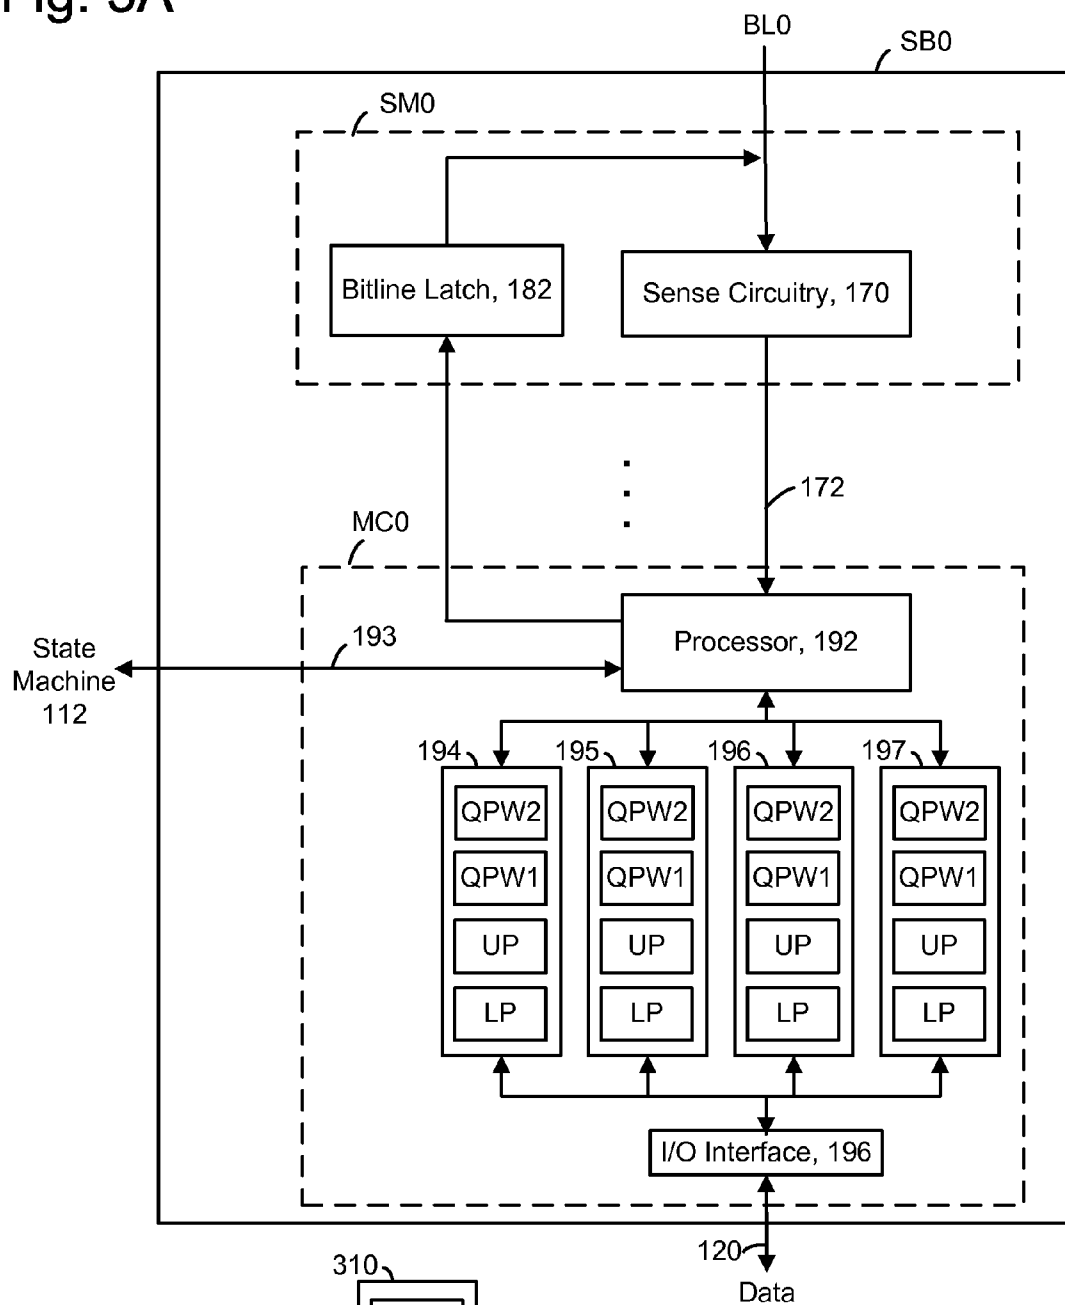 Fig. 5A
BL0
SB0
SM0
Bitline Latch, 182
Sense Circuitry, 170
172
MC0
Processor, 192
193
State
Machine
112
194
195
196
197
QPW2
QPW2
QPW2
QPW2
QPW1
QPW1
QPW1
QPW1
UP
UP
UP
UP
LP
LP
LP
LP
I/O Interface, 196
120
Data
310